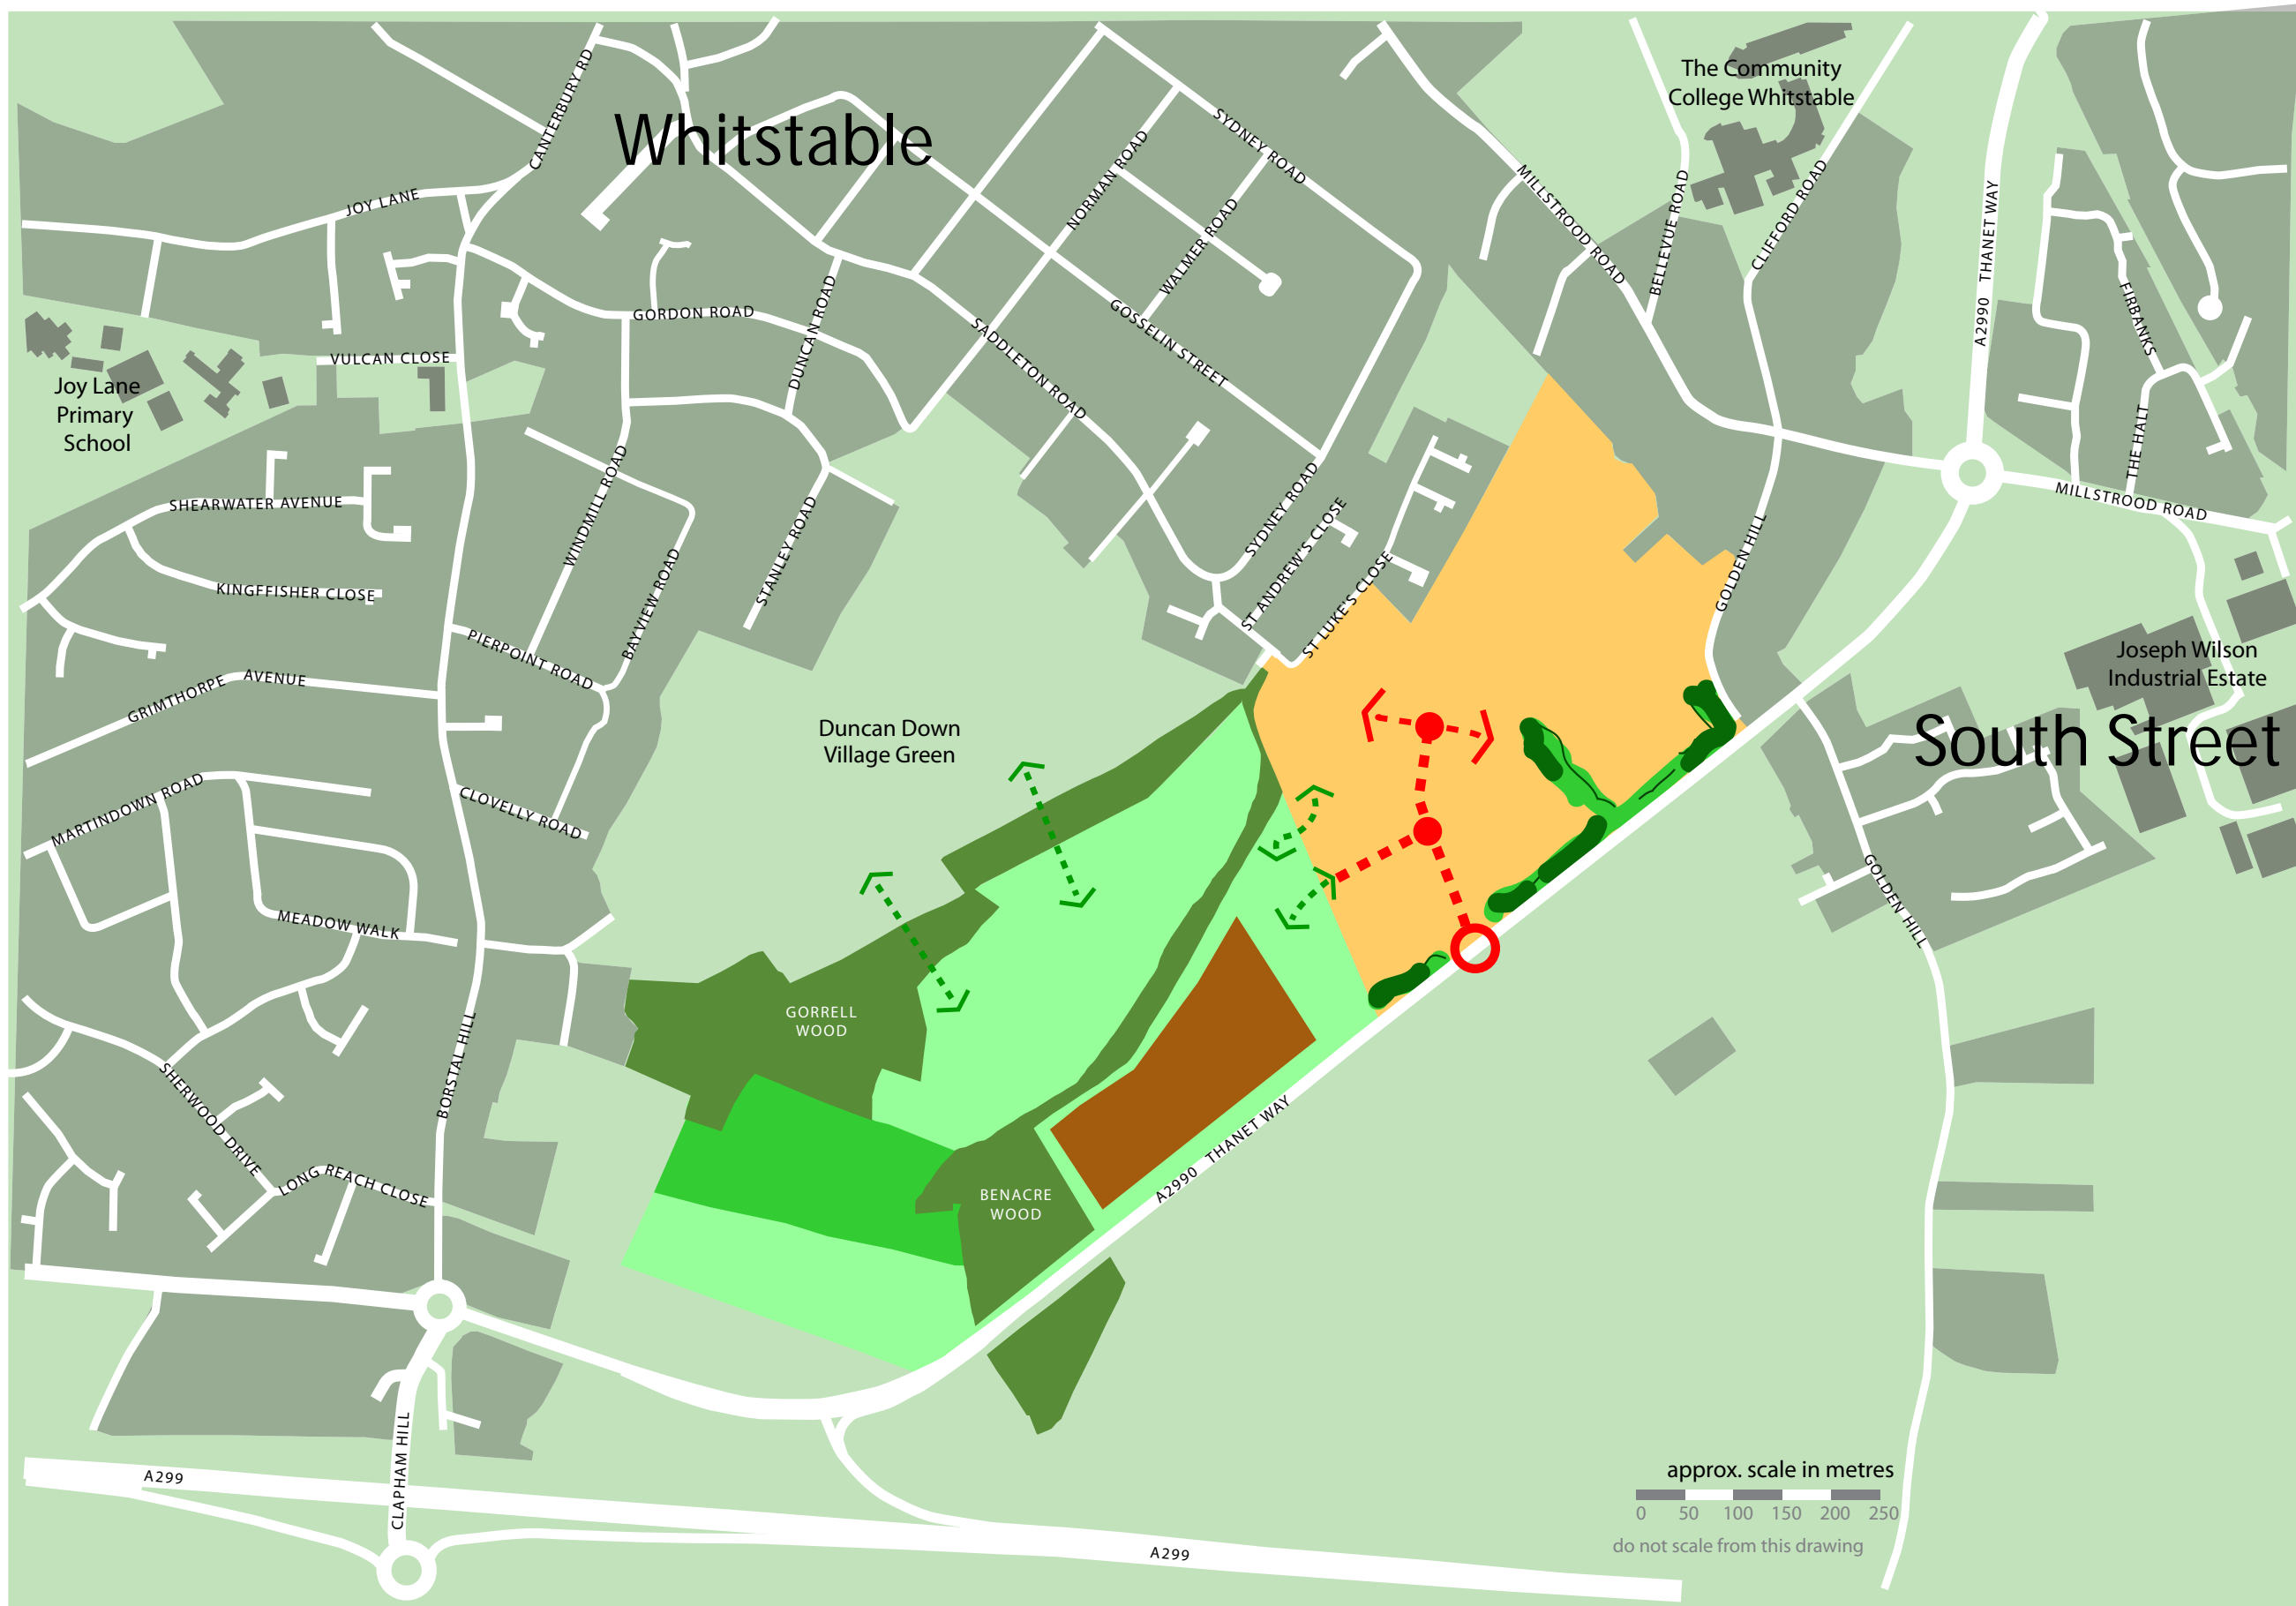 The Community
College Whitstable
Whitstable
CANTERBURY RD
SYDNEY ROAD
NORMAN ROAD
JOY LANE
WALMER ROAD
MILLSTROOD ROAD
BELLEVUE ROAD
CLIFFORD ROAD
A2990 THANET WAY
FIRBANKS
GORDON ROAD
DUNCAN ROAD
SADDLETON ROAD
GOSSELIN STREET
VULCAN CLOSE
Joy Lane
Primary
School
THE HALT
MILLSTROOD ROAD
SHEARWATER AVENUE
WINDMILL ROAD
STANLEY ROAD
SYDNEY ROAD
ST ANDREW'S CLOSE
ST LUKE'S CLOSE
GOLDEN HILL
KINGFFISHER CLOSE
BAYVIEW ROAD
PIERPOINT ROAD
GRIMTHORPE AVENUE
Joseph Wilson
Industrial Estate
South Street
Duncan Down
Village Green
MARTINDOWN ROAD
CLOVELLY ROAD
MEADOW WALK
GOLDEN HILL
GORRELL
WOOD
BORSTAL HILL
SHERWOOD DRIVE
LONG REACH CLOSE
A2990 THANET WAY
BENACRE
WOOD
CLAPHAM HILL
A299
A299
approx. scale in metres
0 50 100 150 200 250
do not scale from this drawing